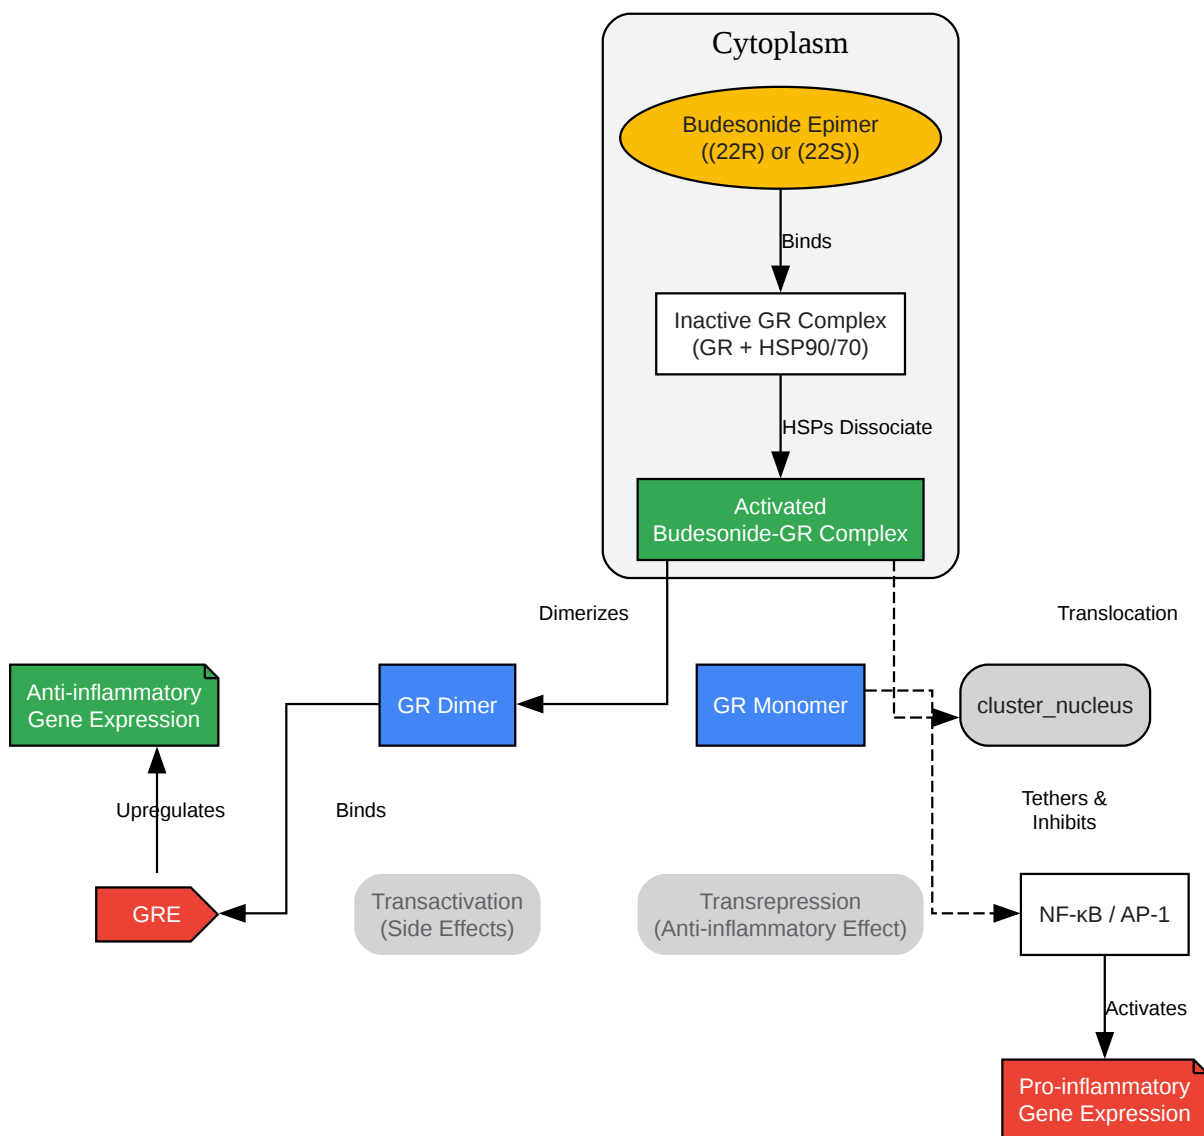 Cytoplasm
Budesonide Epimer
((22R) or (22S))
Binds
Inactive GR Complex
(GR + HSP90/70)
HSPs Dissociate
Activated
Budesonide-GR Complex
Dimerizes
Translocation
Anti-inflammatory
Gene Expression
GR Dimer
GR Monomer
cluster_nucleus
Upregulates
Binds
Tethers &
Inhibits
GRE
Transactivation
(Side Effects)
Transrepression
(Anti-inflammatory Effect)
NF-κB / AP-1
Activates
Pro-inflammatory
Gene Expression